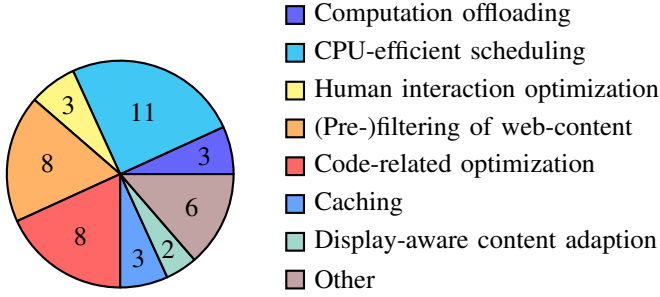 Computation offloading
CPU-efficient scheduling
Human interaction optimization
(Pre-)filtering of web-content
Code-related optimization
Caching
Display-aware content adaption
Other
3
11
3
8
8
3
2
6